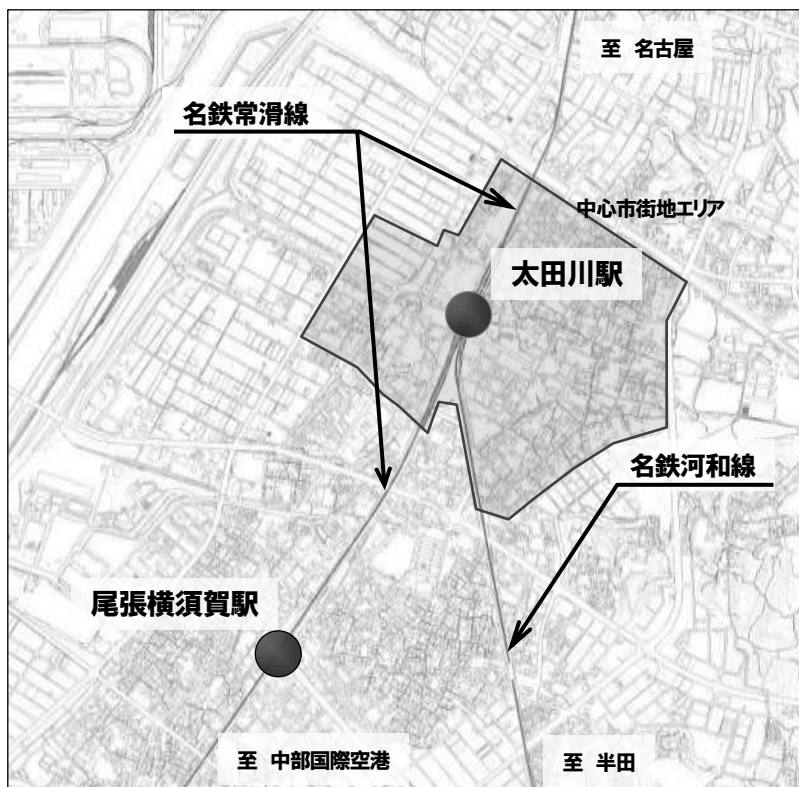 至 名古屋
名鉄常滑線
中心市街地エリア
太田川駅
名鉄河和線
尾張横須賀駅
至 中部国際空港
至 半田